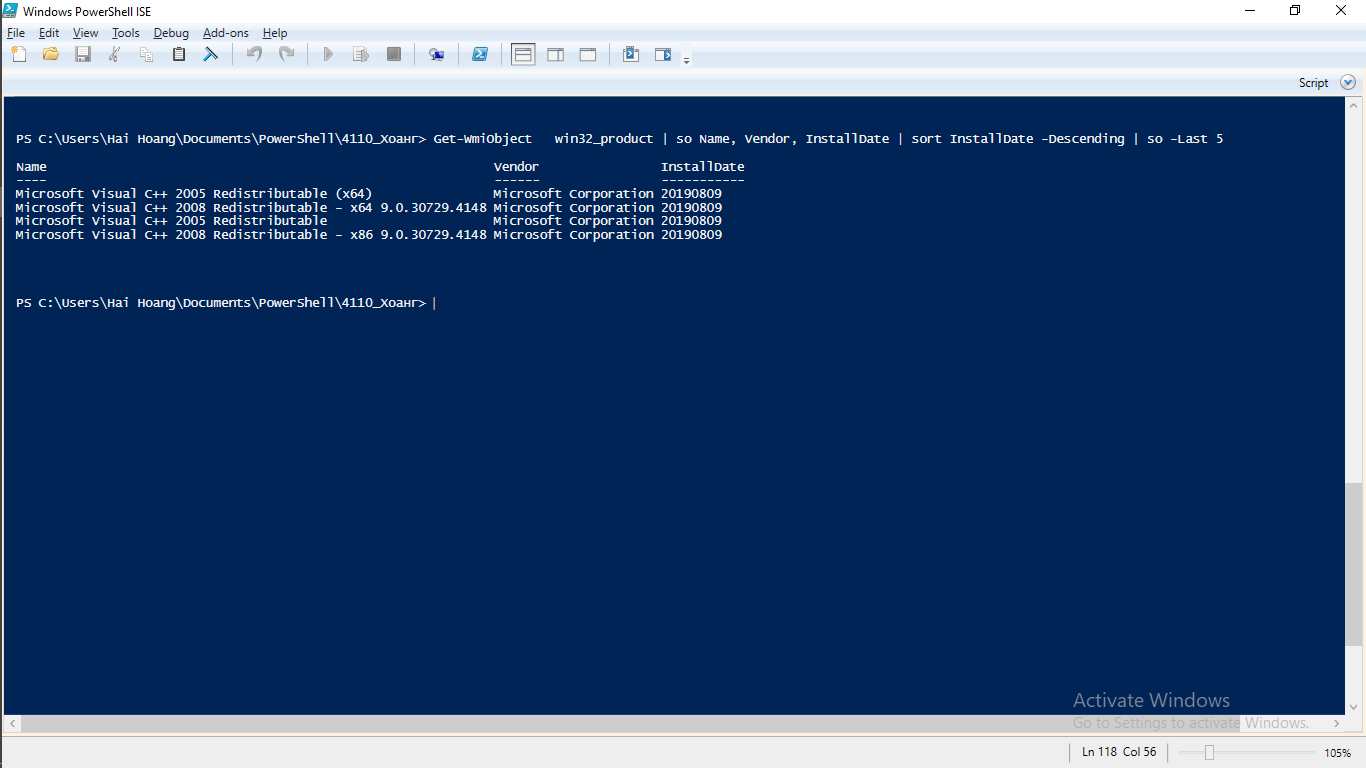 Windows PowerShell ISE
File Edit View Tools Debug Add-ons Help
Script
PS C:\Users\Hai Hoang\Documents\PowerShell\4110_Хоанг> Get-WmiObject   win32_product | so Name, Vendor, InstallDate | sort InstallDate -Descending | so -Last 5
Name Vendor InstallDate
---- ------ -----------
Microsoft Visual C++ 2005 Redistributable (x64) Microsoft Corporation 20190809
Microsoft Visual C++ 2008 Redistributable - x64 9.0.30729.4148 Microsoft Corporation 20190809
Microsoft Visual C++ 2005 Redistributable Microsoft Corporation 20190809
Microsoft Visual C++ 2008 Redistributable - x86 9.0.30729.4148 Microsoft Corporation 20190809
PS C:\Users\Hai Hoang\Documents\PowerShell\4110_Хоанг>
Activate Windows
Go to Settings to activate Windows.
Ln 118 Col 56
105%